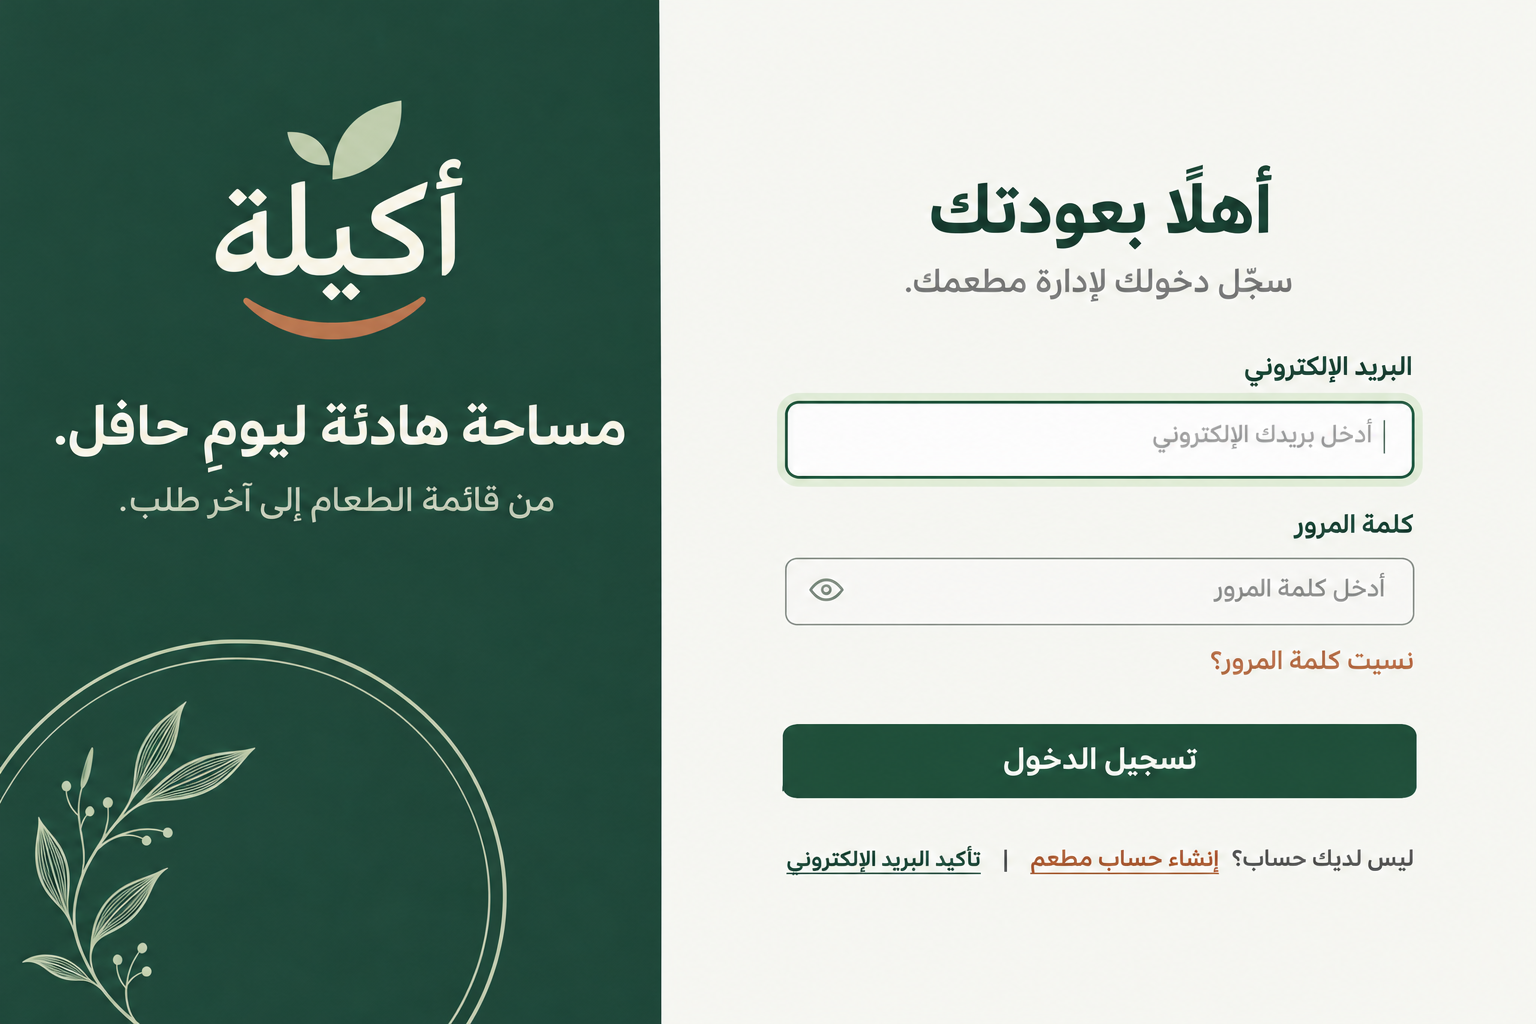 أكيلة
مساحة هادئة ليومِ حافل.
من قائمة الطعام إلى آخر طلب.
أهلًا بعودتك
سجّل دخولك لإدارة مطعمك.
البريد الإلكتروني
أدخل بريدك الإلكتروني
كلمة المرور
أدخل كلمة المرور
نسيت كلمة المرور؟
تسجيل الدخول
ليس لديك حساب؟ إنشاء حساب مطعم | تأكيد البريد الإلكتروني